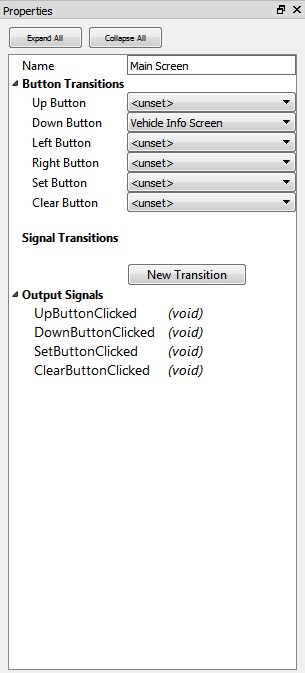 Properties
Expand All Collapse All
Name Main Screen
Button Transitions
Up Button <unset>
Down Button Vehicle Info Screen
Left Button <unset>
Right Button <unset>
Set Button <unset>
Clear Button <unset>
Signal Transitions
New Transition
Output Signals
UpButtonClicked (void)
DownButtonClicked (void)
SetButtonClicked (void)
ClearButtonClicked (void)